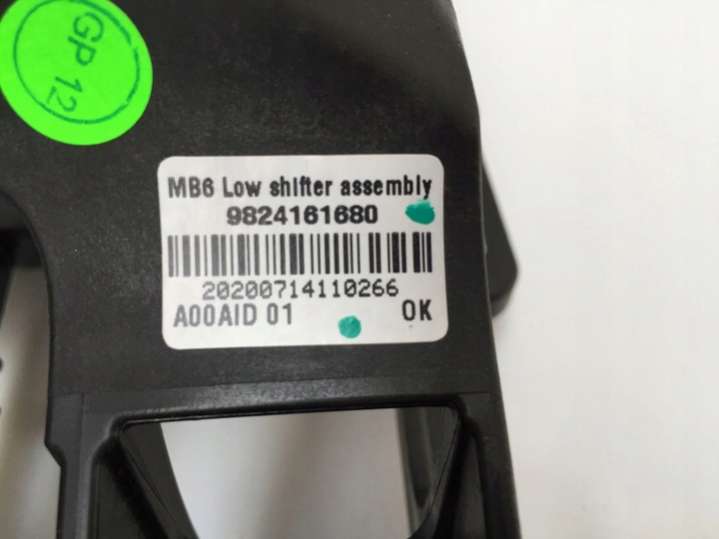 GP 12
MB6 Low shifter assembly
9824161680
20200714110266
A00AID 01 OK